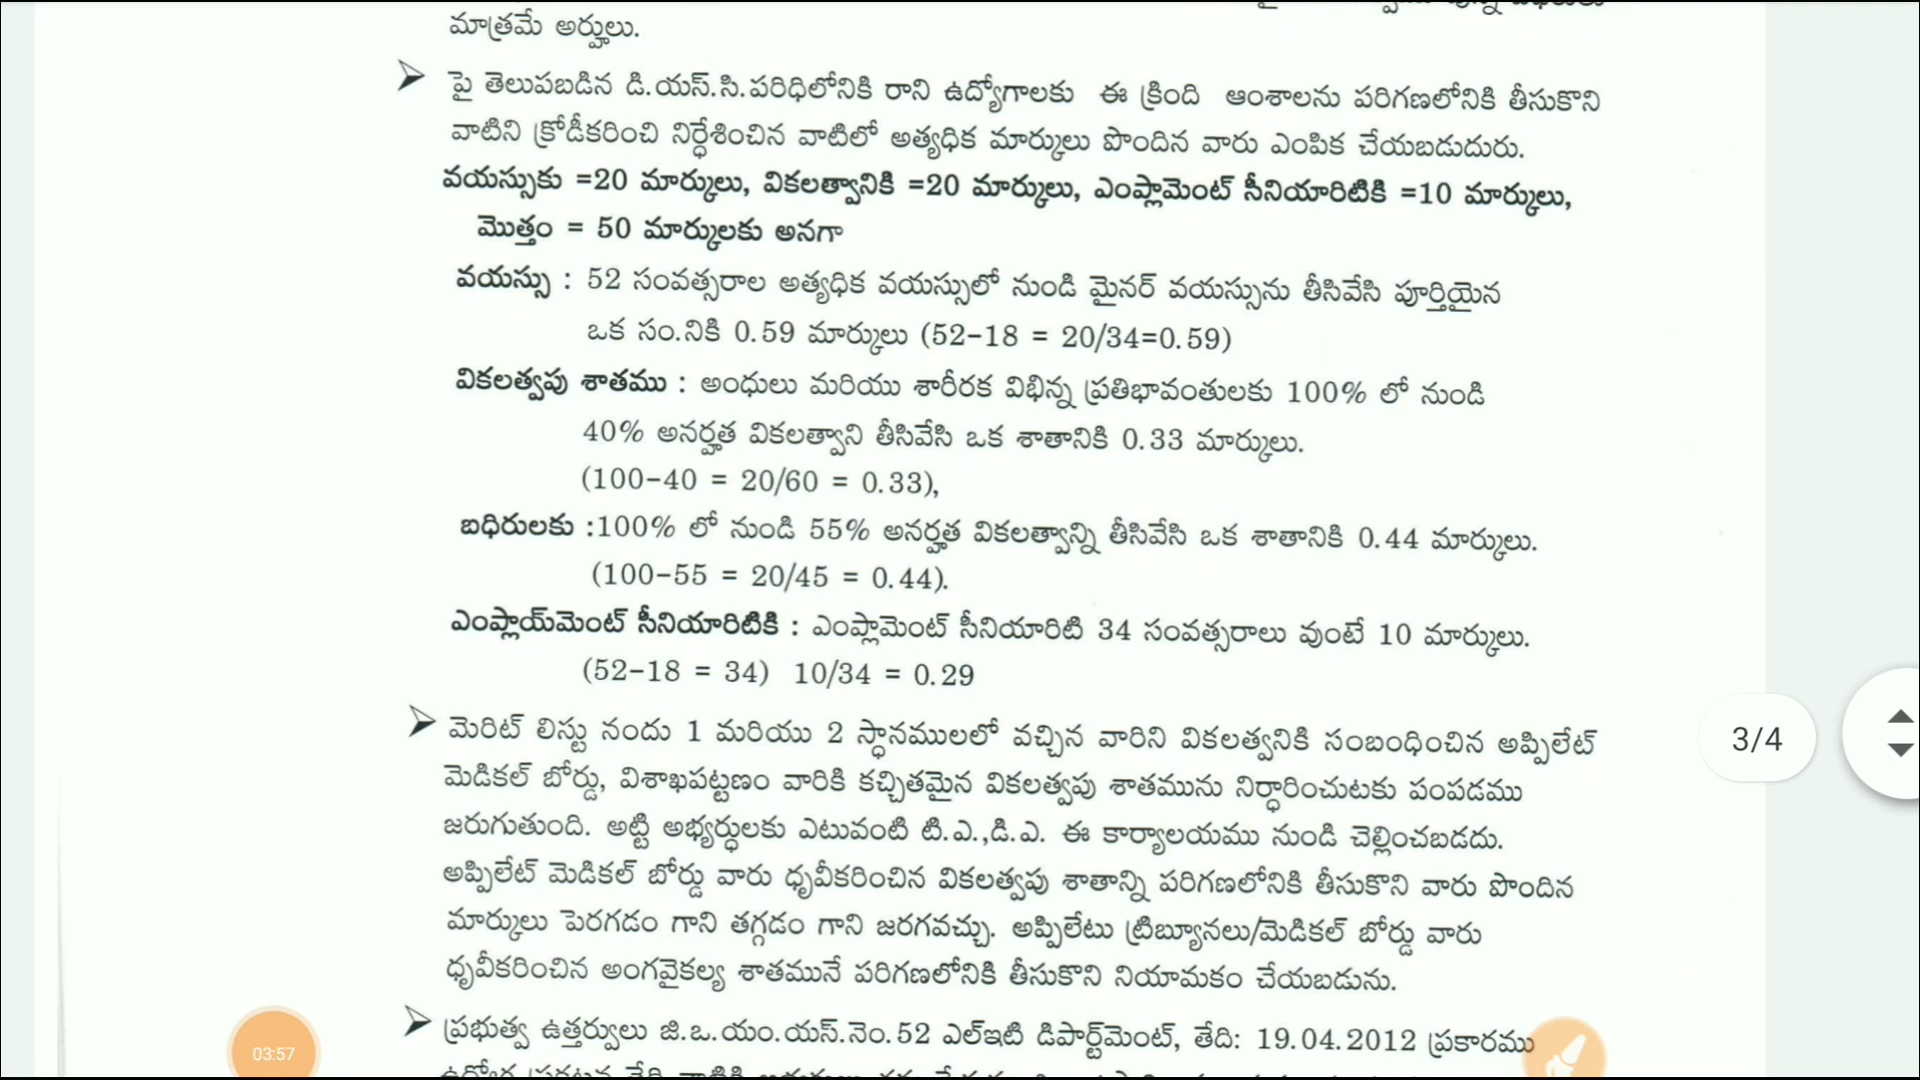 మాత్రమే అర్హులు.
➢ పై తెలుపబడిన డి.యస్.సి.పరిధిలోనికి రాని ఉద్యోగాలకు ఈ క్రింది ఆంశాలను పరిగణలోనికి తీసుకొని
వాటిని క్రోడీకరించి నిర్ధేశించిన వాటిలో అత్యధిక మార్కులు పొందిన వారు ఎంపిక చేయబడుదురు.
వయస్సుకు =20 మార్కులు, వికలత్వానికి =20 మార్కులు, ఎంప్లామెంట్ సీనియారిటికి =10 మార్కులు,
మొత్తం = 50 మార్కులకు అనగా
వయస్సు : 52 సంవత్సరాల అత్యధిక వయస్సులో నుండి మైనర్ వయస్సును తీసివేసి పూర్తియైన
ఒక సం.నికి 0.59 మార్కులు (52-18 = 20/34=0.59)
వికలత్వపు శాతము : అంధులు మరియు శారీరక విభిన్న ప్రతిభావంతులకు 100% లో నుండి
40% అనర్హత వికలత్వాని తీసివేసి ఒక శాతానికి 0.33 మార్కులు.
(100-40 = 20/60 = 0.33),
బధిరులకు :100% లో నుండి 55% అనర్హత వికలత్వాన్ని తీసివేసి ఒక శాతానికి 0.44 మార్కులు.
(100-55 = 20/45 = 0.44).
ఎంప్లాయ్‌మెంట్ సీనియారిటికి : ఎంప్లామెంట్ సీనియారిటి 34 సంవత్సరాలు వుంటే 10 మార్కులు.
(52-18 = 34) 10/34 = 0.29
➢ మెరిట్ లిస్టు నందు 1 మరియు 2 స్ధానములలో వచ్చిన వారిని వికలత్వనికి సంబంధించిన అప్పిలేట్
మెడికల్ బోర్డు, విశాఖపట్టణం వారికి కచ్చితమైన వికలత్వపు శాతమును నిర్ధారించుటకు పంపడము
జరుగుతుంది. అట్టి అభ్యర్ధులకు ఎటువంటి టి.ఎ.,డి.ఎ. ఈ కార్యాలయము నుండి చెల్లించబడదు.
అప్పిలేట్ మెడికల్ బోర్డు వారు ధృవీకరించిన వికలత్వపు శాతాన్ని పరిగణలోనికి తీసుకొని వారు పొందిన
మార్కులు పెరగడం గాని తగ్గడం గాని జరగవచ్చు. అప్పిలేటు ట్రిబ్యూనలు/మెడికల్ బోర్డు వారు
ధృవీకరించిన అంగవైకల్య శాతమునే పరిగణలోనికి తీసుకొని నియామకం చేయబడును.
➢ ప్రభుత్వ ఉత్తర్వులు జి.ఒ.యం.యస్.నెం.52 ఎల్ఇటి డిపార్ట్‌మెంట్, తేది: 19.04.2012 ప్రకారము
3/4
03:57